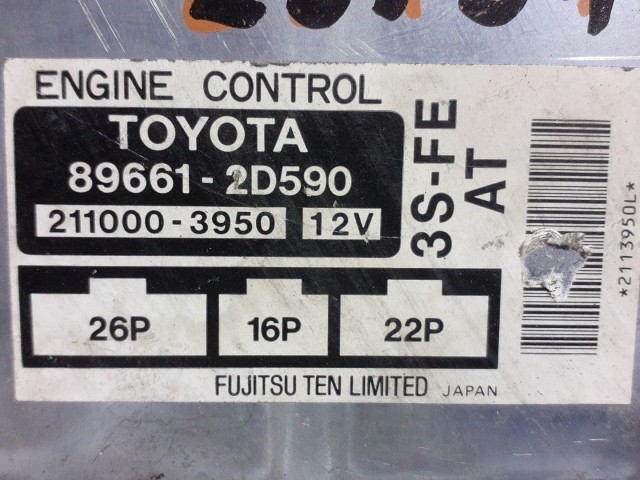 ENGINE CONTROL
TOYOTA
89661-2D590
211000-3950 12V
3S-FE
AT
26P 16P 22P
FUJITSU TEN LIMITED JAPAN
*2113950L*